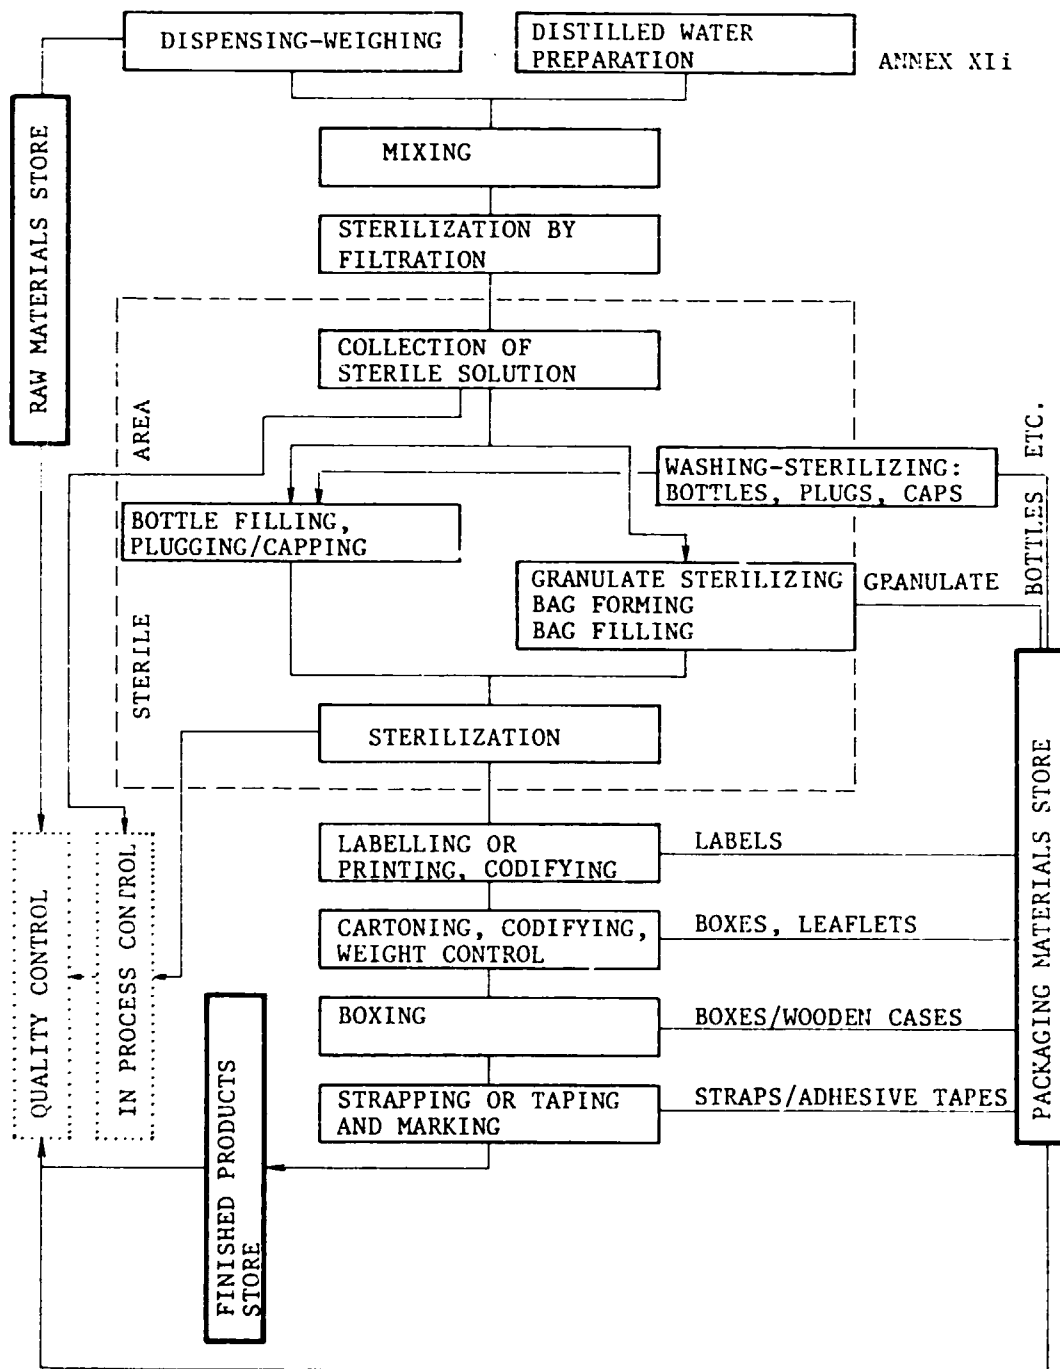 DISPENSING-WEIGHING
DISTILLED WATER
PREPARATION
ANNEX XIi
RAW MATERIALS STORE
MIXING
STERILIZATION BY
FILTRATION
COLLECTION OF
STERILE SOLUTION
STERILE AREA
WASHING-STERILIZING:
BOTTLES, PLUGS, CAPS
BOTTLES ETC.
BOTTLE FILLING,
PLUGGING/CAPPING
GRANULATE STERILIZING
BAG FORMING
BAG FILLING
GRANULATE
STERILIZATION
PACKAGING MATERIALS STORE
QUALITY CONTROL
IN PROCESS CONTROL
LABELLING OR
PRINTING, CODIFYING
LABELS
CARTONING, CODIFYING,
WEIGHT CONTROL
BOXES, LEAFLETS
BOXING
BOXES/WOODEN CASES
STRAPPING OR TAPING
AND MARKING
STRAPS/ADHESIVE TAPES
FINISHED PRODUCTS
STORE